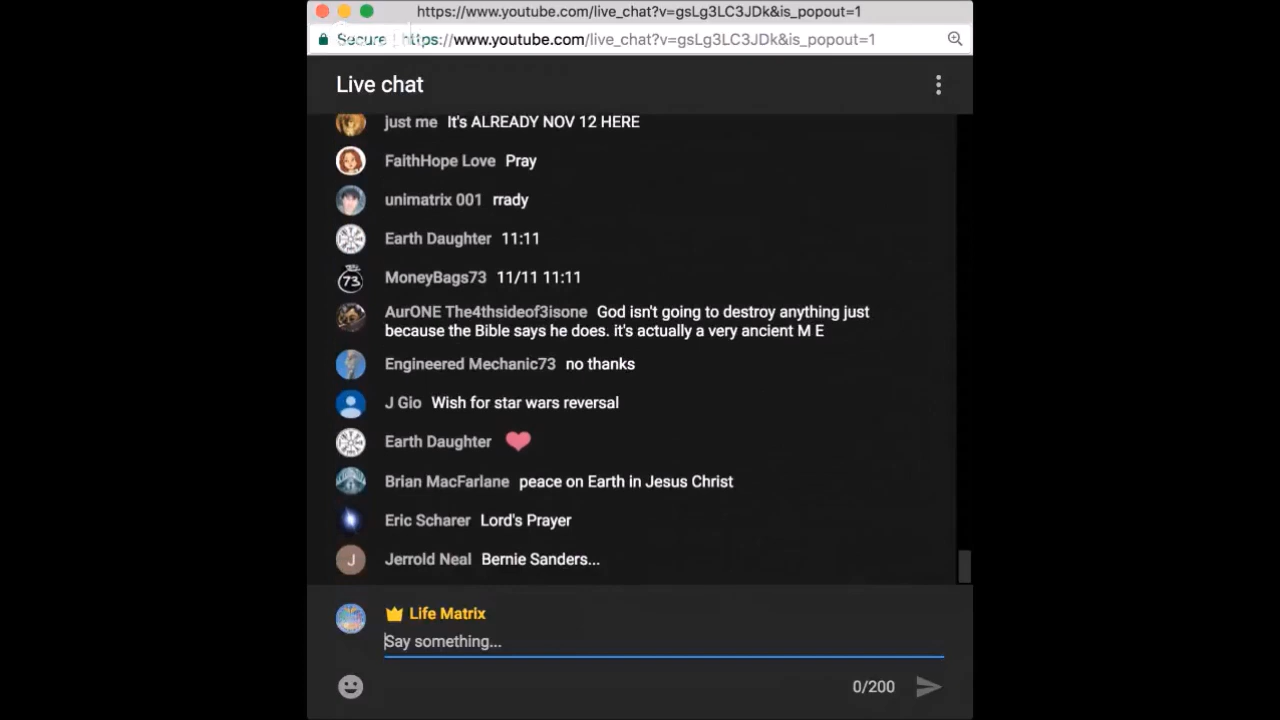 https://www.youtube.com/live_chat?v=gsLg3LC3JDk&is_popout=1
Secure https://www.youtube.com/live_chat?v=gsLg3LC3JDk&is_popout=1
Live chat
just me It's ALREADY NOV 12 HERE
FaithHope Love Pray
unimatrix 001 rrady
Earth Daughter 11:11
73 MoneyBags73 11/11 11:11
AurONE The4thsideof3isone God isn't going to destroy anything just
because the Bible says he does. it's actually a very ancient M E
Engineered Mechanic73 no thanks
J Gio Wish for star wars reversal
Earth Daughter
Brian MacFarlane peace on Earth in Jesus Christ
Eric Scharer Lord's Prayer
J Jerrold Neal Bernie Sanders...
Life Matrix
Say something...
0/200